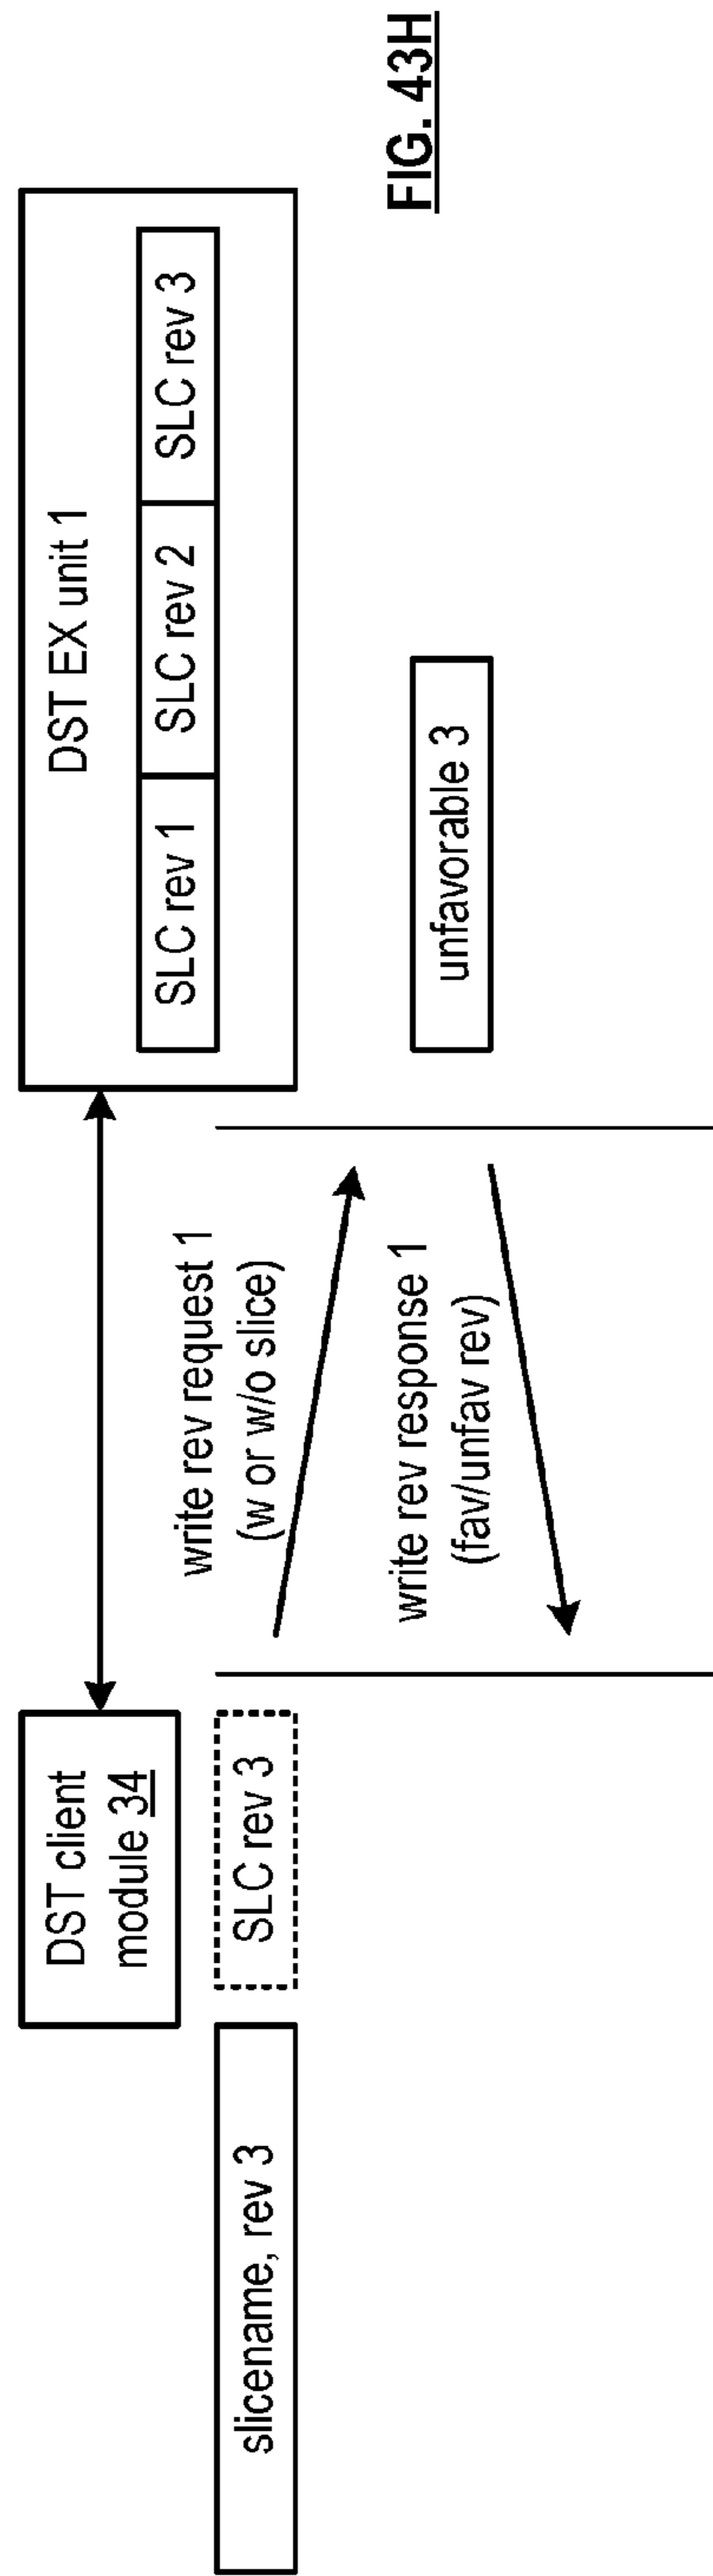 DST client
module 34
DST EX unit 1
SLC rev 1
SLC rev 2
SLC rev 3
slicename, rev 3
SLC rev 3
write rev request 1
(w or w/o slice)
write rev response 1
(fav/unfav rev)
unfavorable 3
FIG. 43H